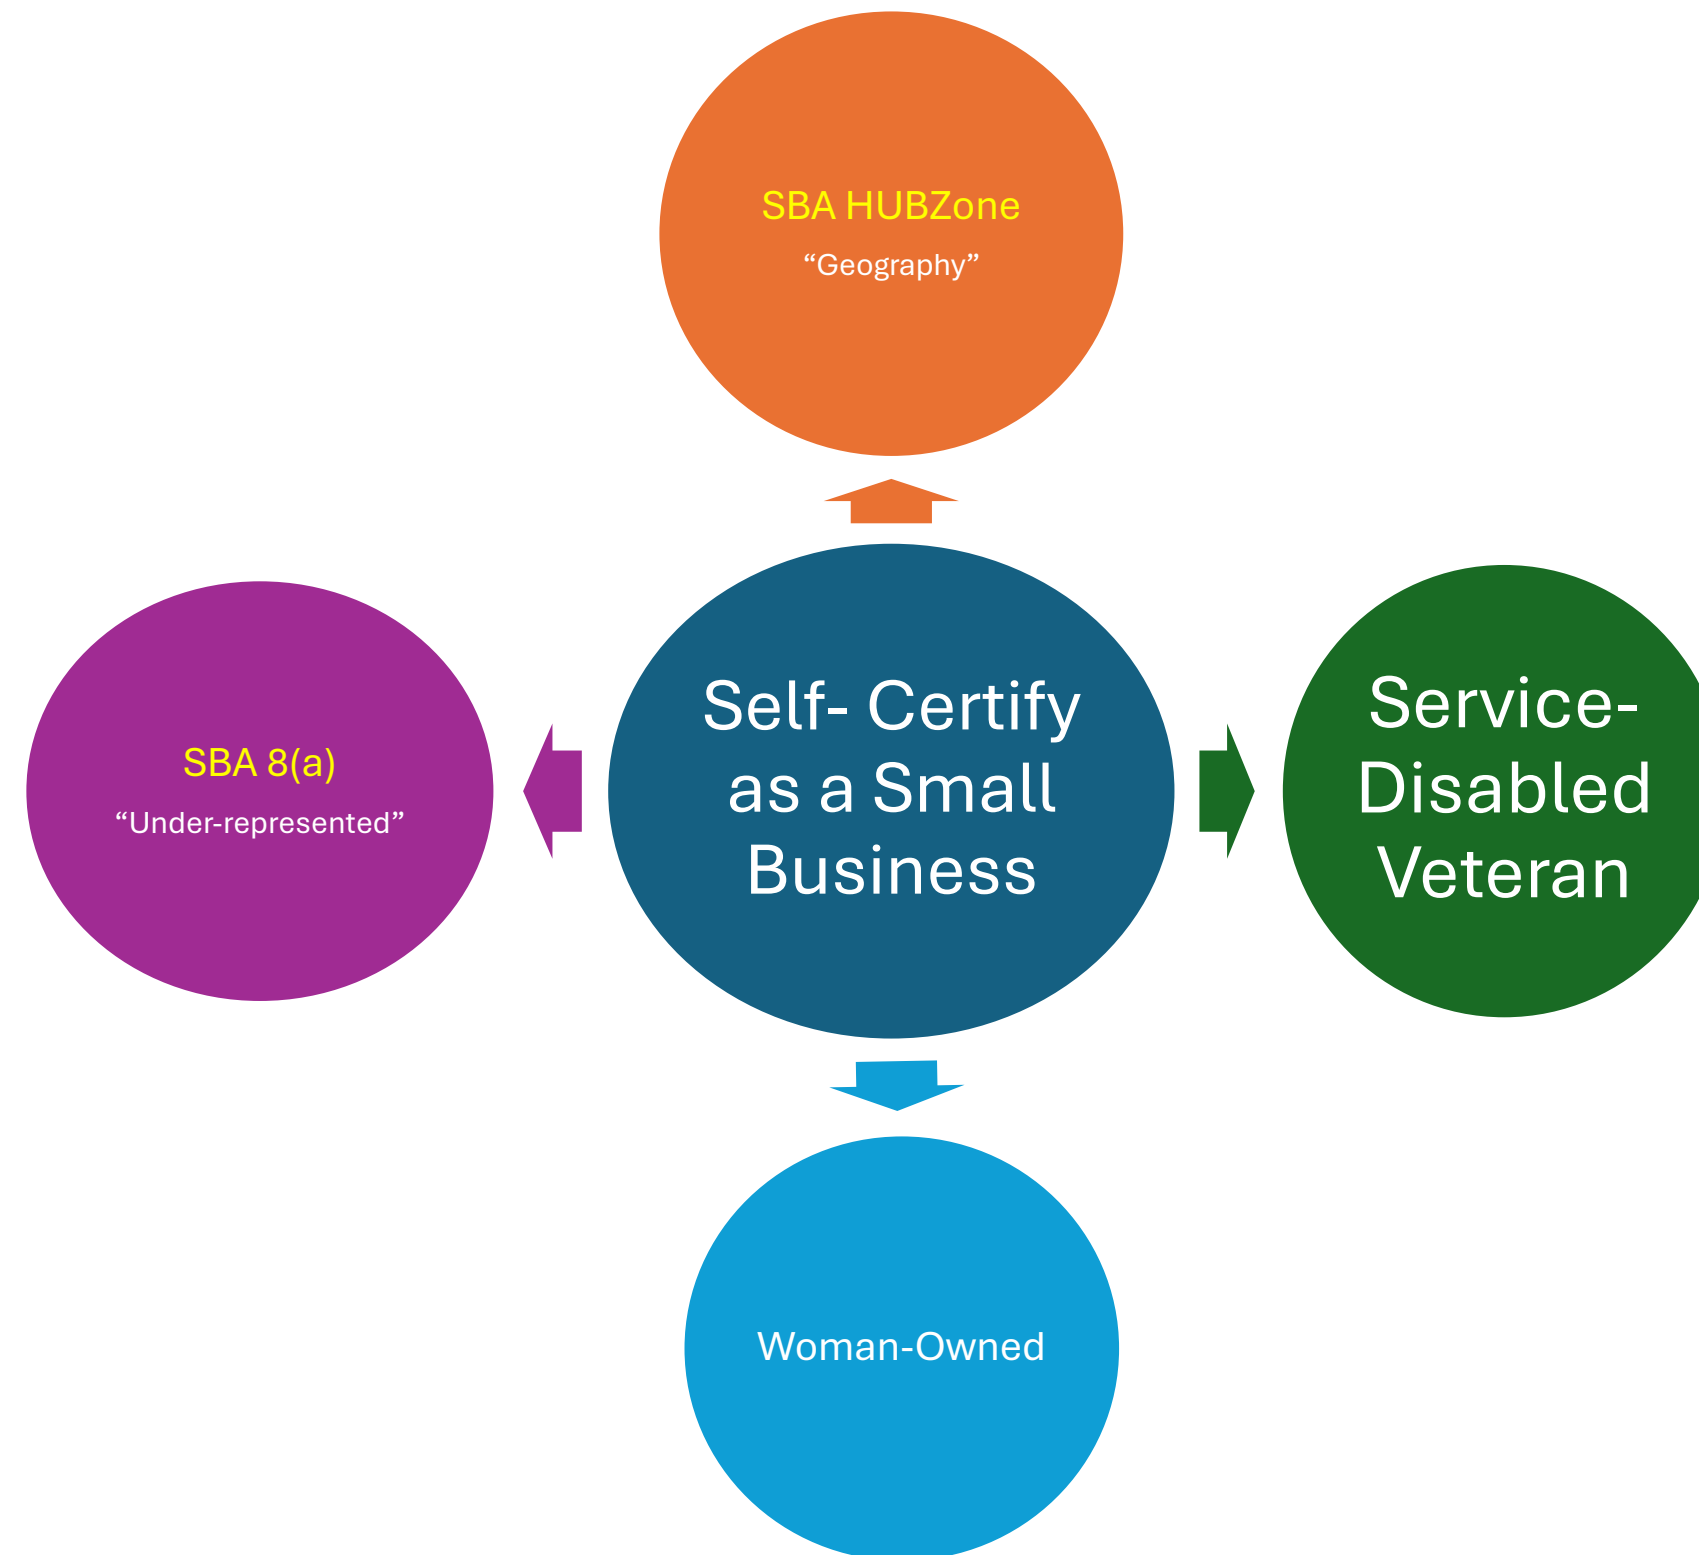 SBA HUBZone
“Geography”
SBA 8(a)
“Under-represented”
Self- Certify
as a Small
Business
Service-
Disabled
Veteran
Woman-Owned